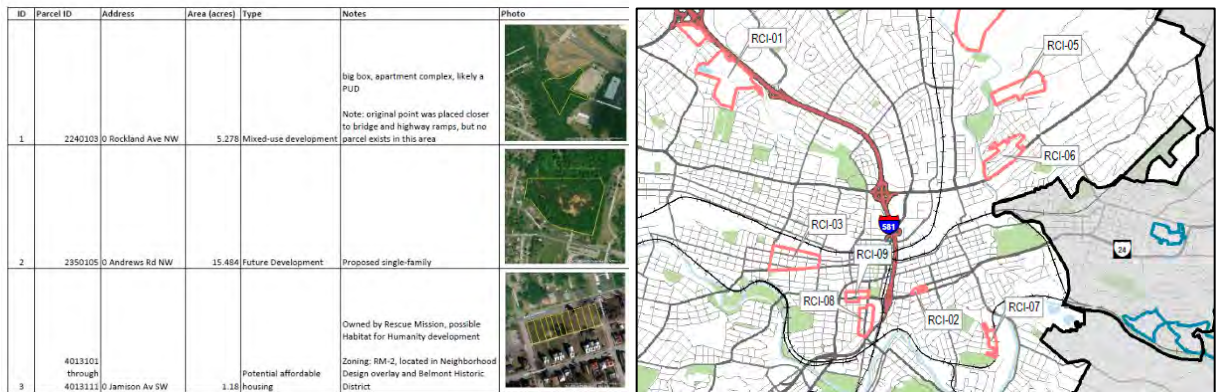 ID Parcel ID Address Area (acres) Type Notes Photo
big box, apartment complex, likely a
PUD
Note: original point was placed closer
to bridge and highway ramps, but no
1 2240103 0 Rockland Ave NW 5.278 Mixed-use development parcel exists in this area
2 2350105 0 Andrews Rd NW 15.484 Future Development Proposed single-family
Owned by Rescue Mission, possible
Habitat for Humanity development
4013101 Zoning: RM-2, located in Neighborhood
through Potential affordable Design overlay and Belmont Historic
3 4013111 0 Jamison Av SW 1.18 housing District
RCI-01
RCI-05
RCI-06
RCI-03
581
24
RCI-09
RCI-08
RCI-02
RCI-07